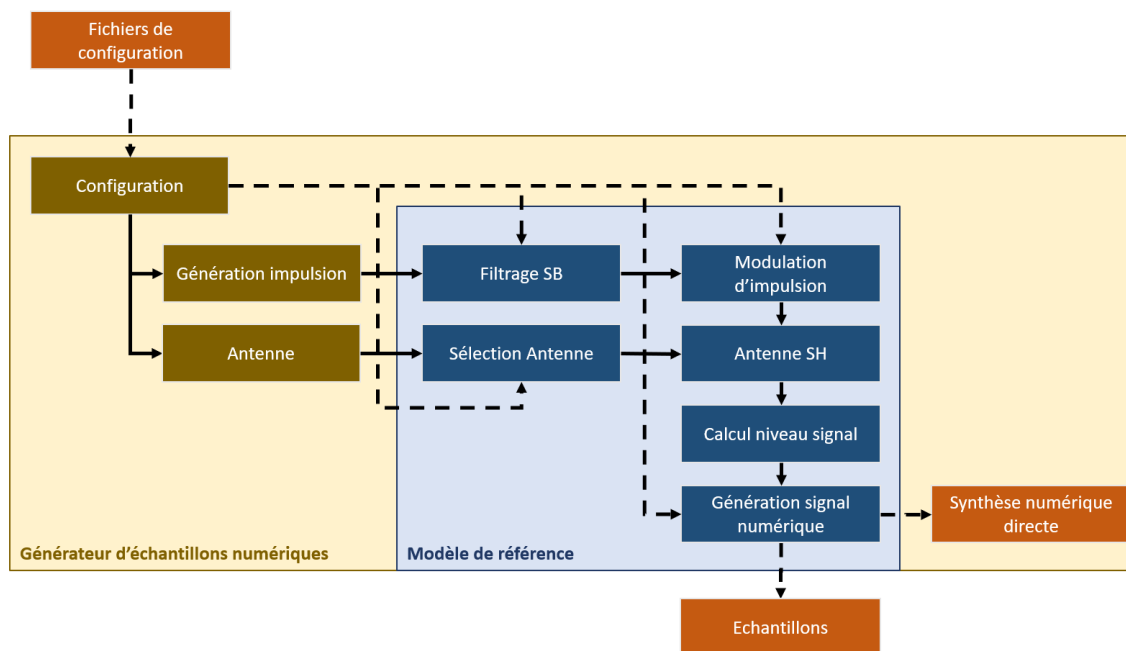 Fichiers de
configuration
Configuration
Génération impulsion
Filtrage SB
Modulation
d'impulsion
Antenne
Sélection Antenne
Antenne SH
Calcul niveau signal
Génération signal
numérique
Synthèse numérique
directe
Générateur d'échantillons numériques
Modèle de référence
Echantillons